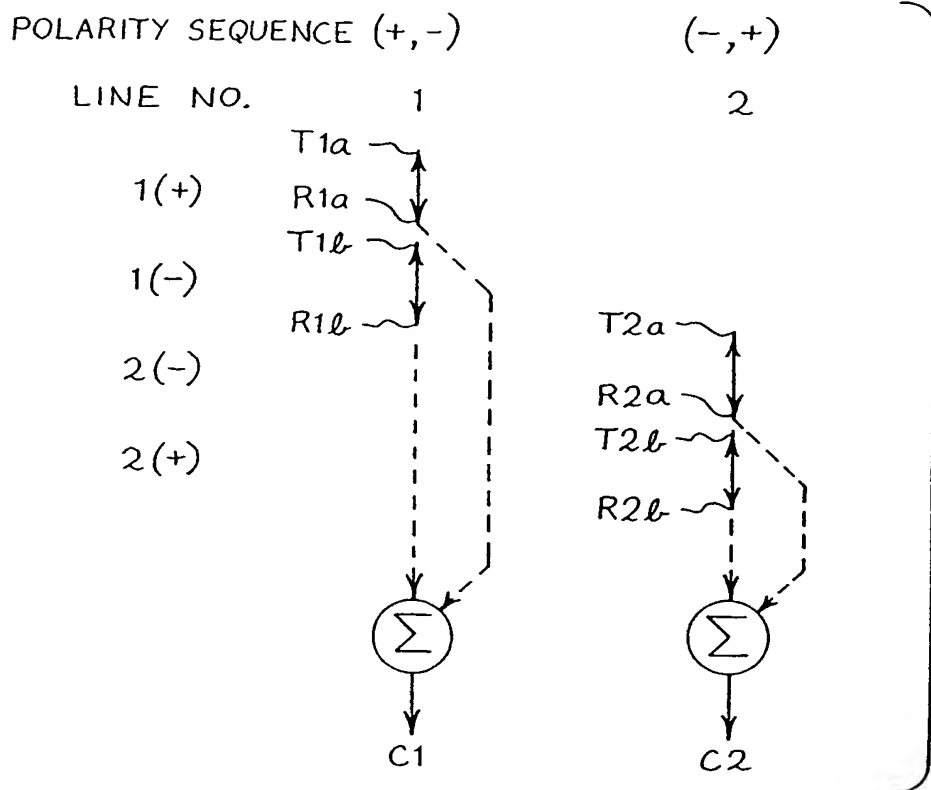 POLARITY SEQUENCE (+,-) (-,+)
LINE NO. 1 2
T1a
1(+) R1a
T1b
1(-)
R1b T2a
2(-)
R2a
T2b
2(+)
R2b
Σ Σ
C1 C2